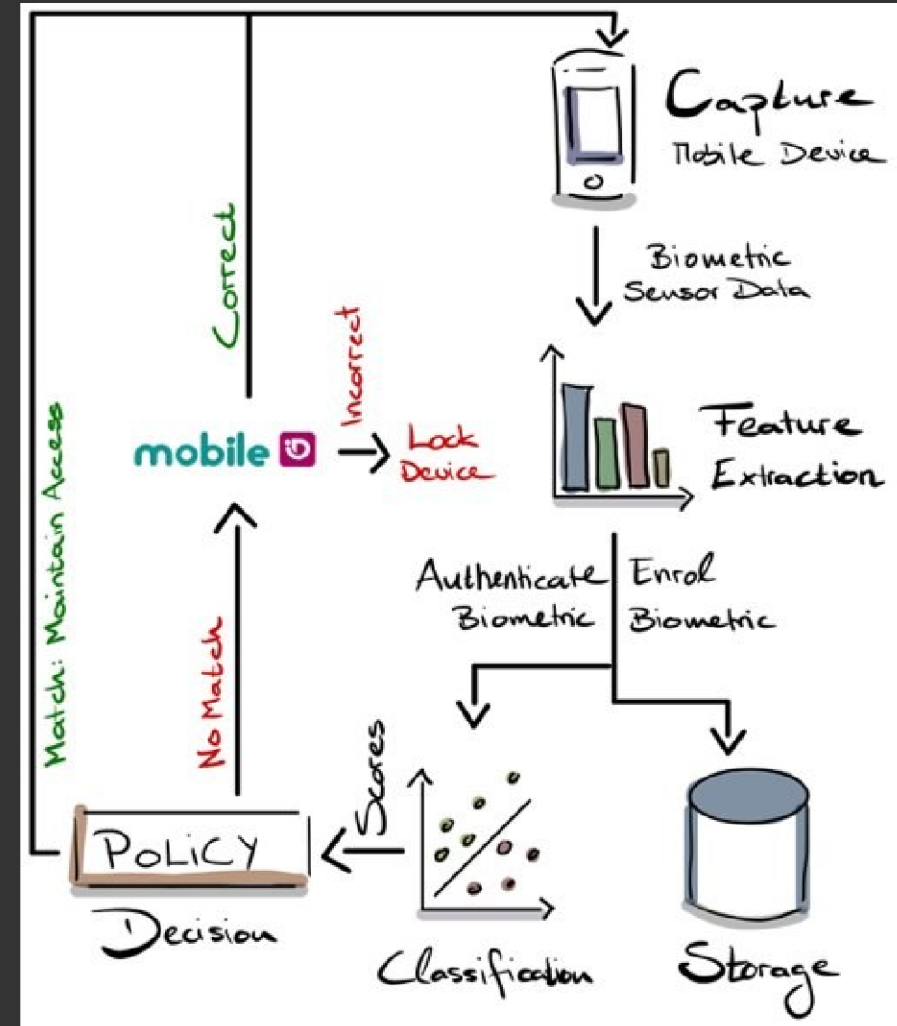 Capture
Mobile Device
Biometric
Sensor Data
Correct
Incorrect
mobile iD
Lock
Device
Feature
Extraction
Match: Maintain Access
Authenticate
Biometric
Enrol
Biometric
No Match
Scores
POLiCY
Decision
Classification
Storage